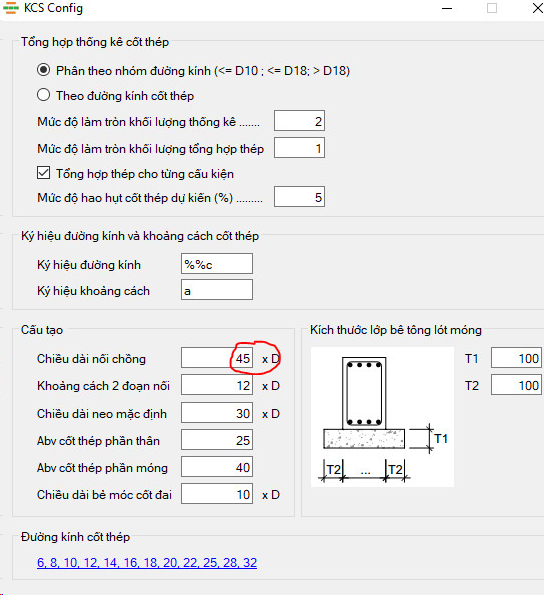 KCS Config
Tổng hợp thống kê cốt thép
Phân theo nhóm đường kính (<= D10 ; <= D18; > D18)
Theo đường kính cốt thép
Mức độ làm tròn khối lượng thống kê ....... 2
Mức độ làm tròn khối lượng tổng hợp thép 1
Tổng hợp thép cho từng cấu kiện
Mức độ hao hụt cốt thép dự kiến (%) ......... 5
Ký hiệu đường kính và khoảng cách cốt thép
Ký hiệu đường kính %%c
Ký hiệu khoảng cách a
Cấu tạo
Chiều dài nối chồng 45 x D
Khoảng cách 2 đoạn nối 12 x D
Chiều dài neo mặc định 30 x D
Abv cốt thép phần thân 25
Abv cốt thép phần móng 40
Chiều dài bẻ móc cốt đai 10 x D
Kích thước lớp bê tông lót móng
T1 100
T2 100
T1
T2 ... T2
Đường kính cốt thép
6, 8, 10, 12, 14, 16, 18, 20, 22, 25, 28, 32